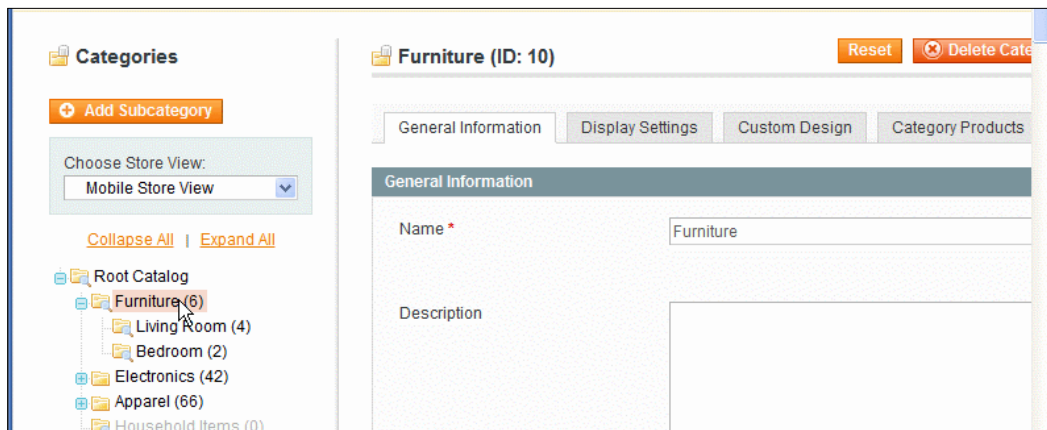 Categories
Add Subcategory
Choose Store View:
Mobile Store View
Collapse All | Expand All
Root Catalog
Furniture (6)
Living Room (4)
Bedroom (2)
Electronics (42)
Apparel (66)
Household Items (0)
Furniture (ID: 10)
Reset
Delete Cate
General Information
Display Settings
Custom Design
Category Products
General Information
Name *
Furniture
Description